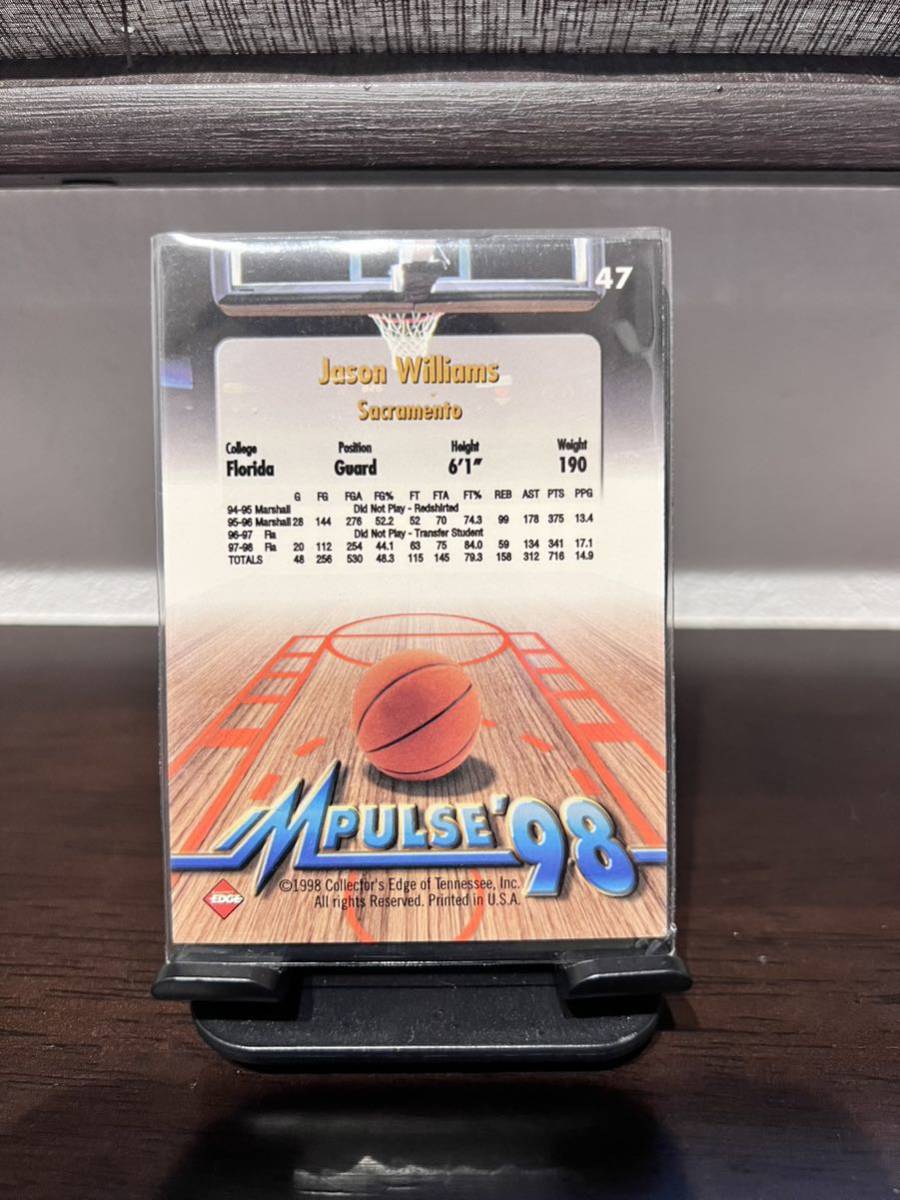 47
Jason Williams
Sacramento
College Position Height Weight
Florida Guard 6'1" 190
G FG FGA FG% FT FTA FT% REB AST PTS PPG
94-95 Marshall Did Not Play - Redshirted
95-96 Marshall 28 144 276 52.2 52 70 74.3 99 178 375 13.4
96-97 Fla Did Not Play - Transfer Student
97-98 Fla 20 112 254 44.1 63 75 84.0 59 134 341 17.1
TOTALS 48 256 530 48.3 115 145 79.3 158 312 716 14.9
MPULSE '98
©1998 Collector's Edge of Tennessee, Inc.
All rights Reserved. Printed in U.S.A.
EDGE